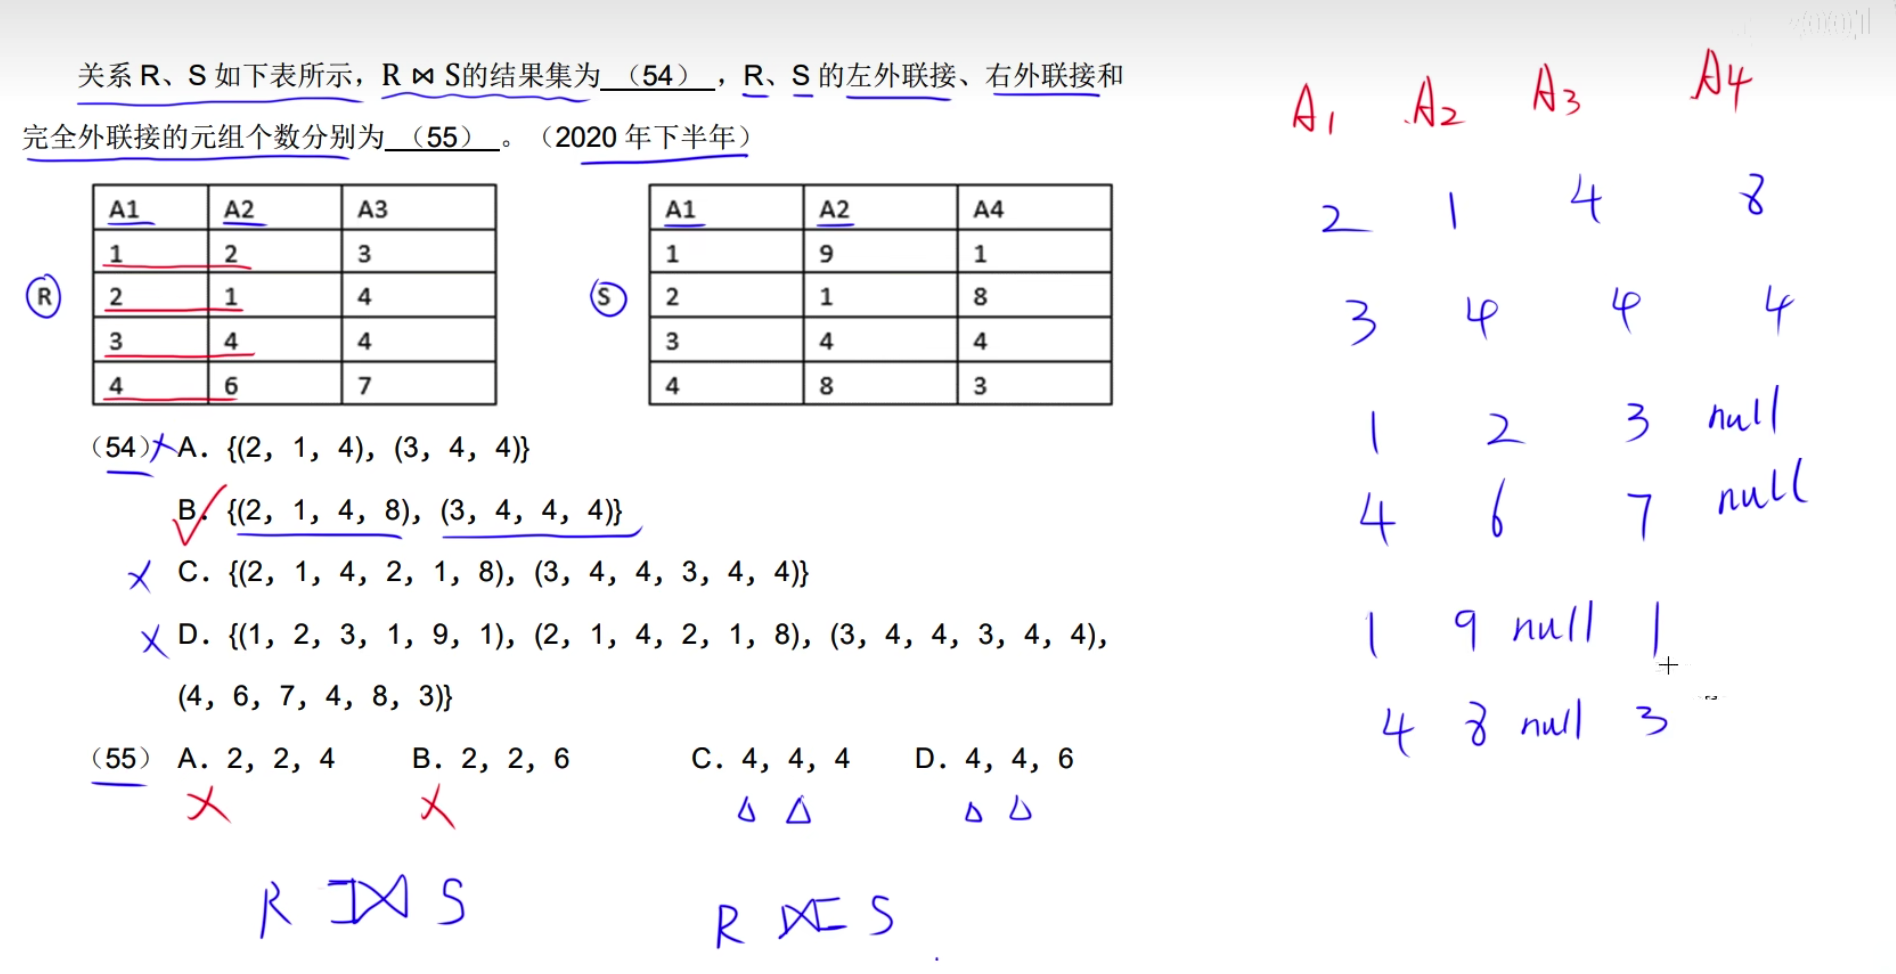 关系 R、S 如下表所示，R ⋈ S的结果集为 （54） ，R、S 的左外联接、右外联接和
完全外联接的元组个数分别为 （55） 。（2020 年下半年）
R
A1 A2 A3
1 2 3
2 1 4
3 4 4
4 6 7
S
A1 A2 A4
1 9 1
2 1 8
3 4 4
4 8 3
（54） A. {(2, 1, 4), (3, 4, 4)}
B. {(2, 1, 4, 8), (3, 4, 4, 4)}
C. {(2, 1, 4, 2, 1, 8), (3, 4, 4, 3, 4, 4)}
D. {(1, 2, 3, 1, 9, 1), (2, 1, 4, 2, 1, 8), (3, 4, 4, 3, 4, 4),
(4, 6, 7, 4, 8, 3)}
（55） A. 2, 2, 4 B. 2, 2, 6 C. 4, 4, 4 D. 4, 4, 6
R ⟕ S R ⟖ S
A1 A2 A3 A4
2 1 4 8
3 4 4 4
1 2 3 null
4 6 7 null
1 9 null 1
4 8 null 3